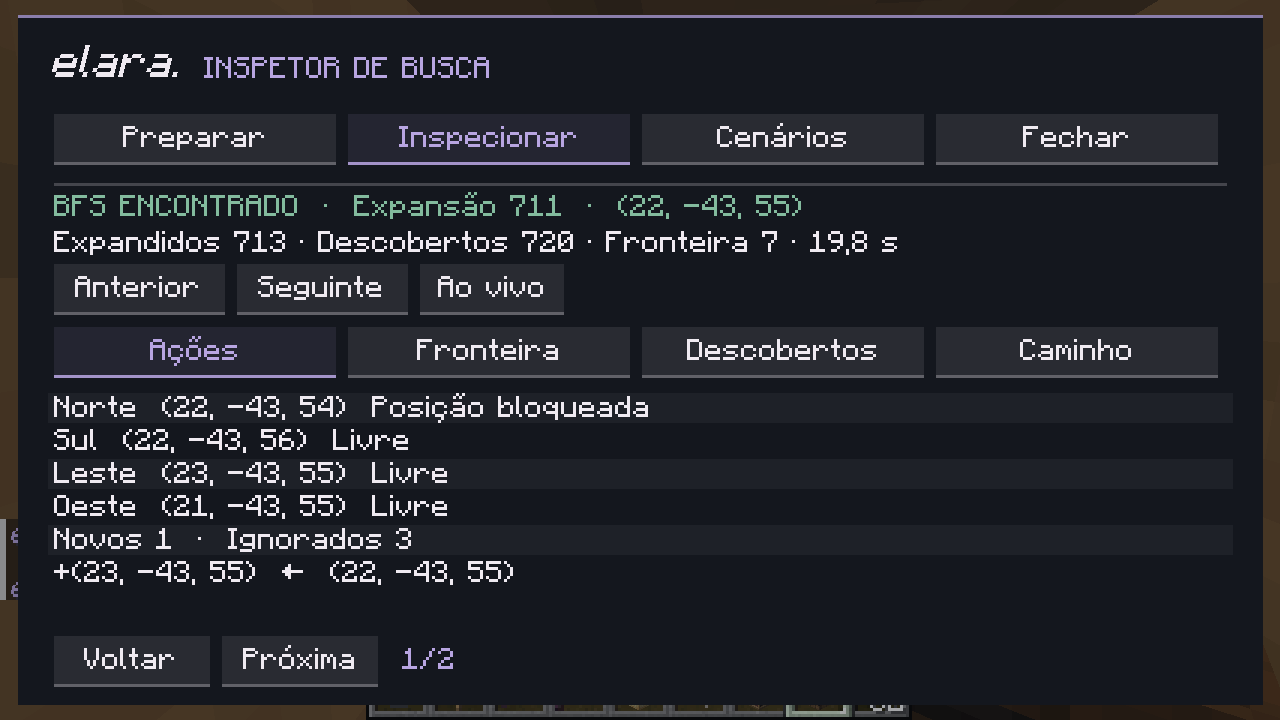 elara. INSPETOR DE BUSCA
Preparar Inspecionar Cenários Fechar
BFS ENCONTRADO · Expansão 711 · (22, −43, 55)
Expandidos 713 · Descobertos 720 · Fronteira 7 · 19,8 s
Anterior Seguinte Ao vivo
Ações Fronteira Descobertos Caminho
Norte (22, −43, 54) Posição bloqueada
Sul (22, −43, 56) Livre
Leste (23, −43, 55) Livre
Oeste (21, −43, 55) Livre
Novos 1 · Ignorados 3
+(23, −43, 55) ← (22, −43, 55)
Voltar Próxima 1/2